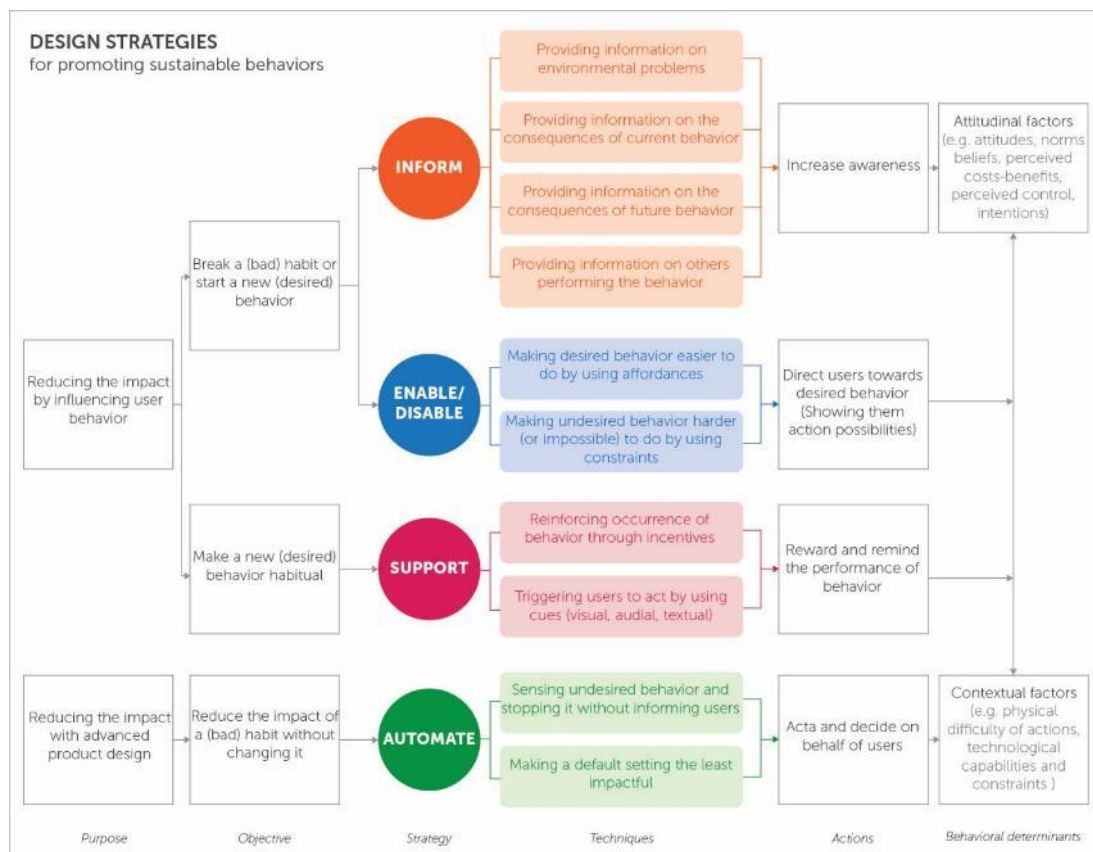 DESIGN STRATEGIES
for promoting sustainable behaviors
Reducing the impact
by influencing user
behavior
Break a (bad) habit or
start a new (desired)
behavior
INFORM
Providing information on
environmental problems
Providing information on the
consequences of current behavior
Providing information on the
consequences of future behavior
Providing information on others
performing the behavior
Increase awareness
Attitudinal factors
(e.g. attitudes, norms
beliefs, perceived
costs-benefits,
perceived control,
intentions)
ENABLE/
DISABLE
Making desired behavior easier to
do by using affordances
Making undesired behavior harder
(or impossible) to do by using
constraints
Direct users towards
desired behavior
(Showing them
action possibilities)
Make a new (desired)
behavior habitual
SUPPORT
Reinforcing occurrence of
behavior through incentives
Triggering users to act by using
cues (visual, audial, textual)
Reward and remind
the performance of
behavior
Reducing the impact
with advanced
product design
Reduce the impact of
a (bad) habit without
changing it
AUTOMATE
Sensing undesired behavior and
stopping it without informing users
Making a default setting the least
impactful
Acta and decide on
behalf of users
Contextual factors
(e.g. physical
difficulty of actions,
technological
capabilities and
constraints )
Purpose
Objective
Strategy
Techniques
Actions
Behavioral determinants